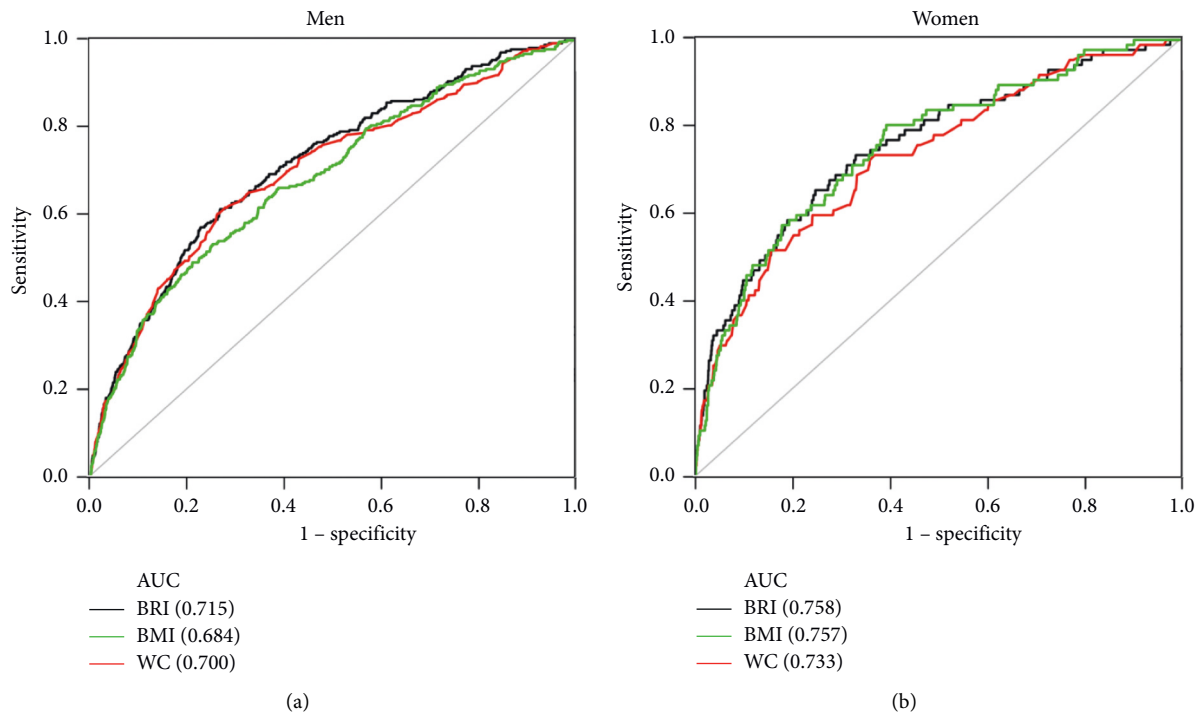 Men
1.0
0.8
0.6
0.4
0.2
0.0
Sensitivity
0.0 0.2 0.4 0.6 0.8 1.0
1 – specificity
AUC
BRI (0.715)
BMI (0.684)
WC (0.700)
(a)
Women
1.0
0.8
0.6
0.4
0.2
0.0
Sensitivity
0.0 0.2 0.4 0.6 0.8 1.0
1 – specificity
AUC
BRI (0.758)
BMI (0.757)
WC (0.733)
(b)